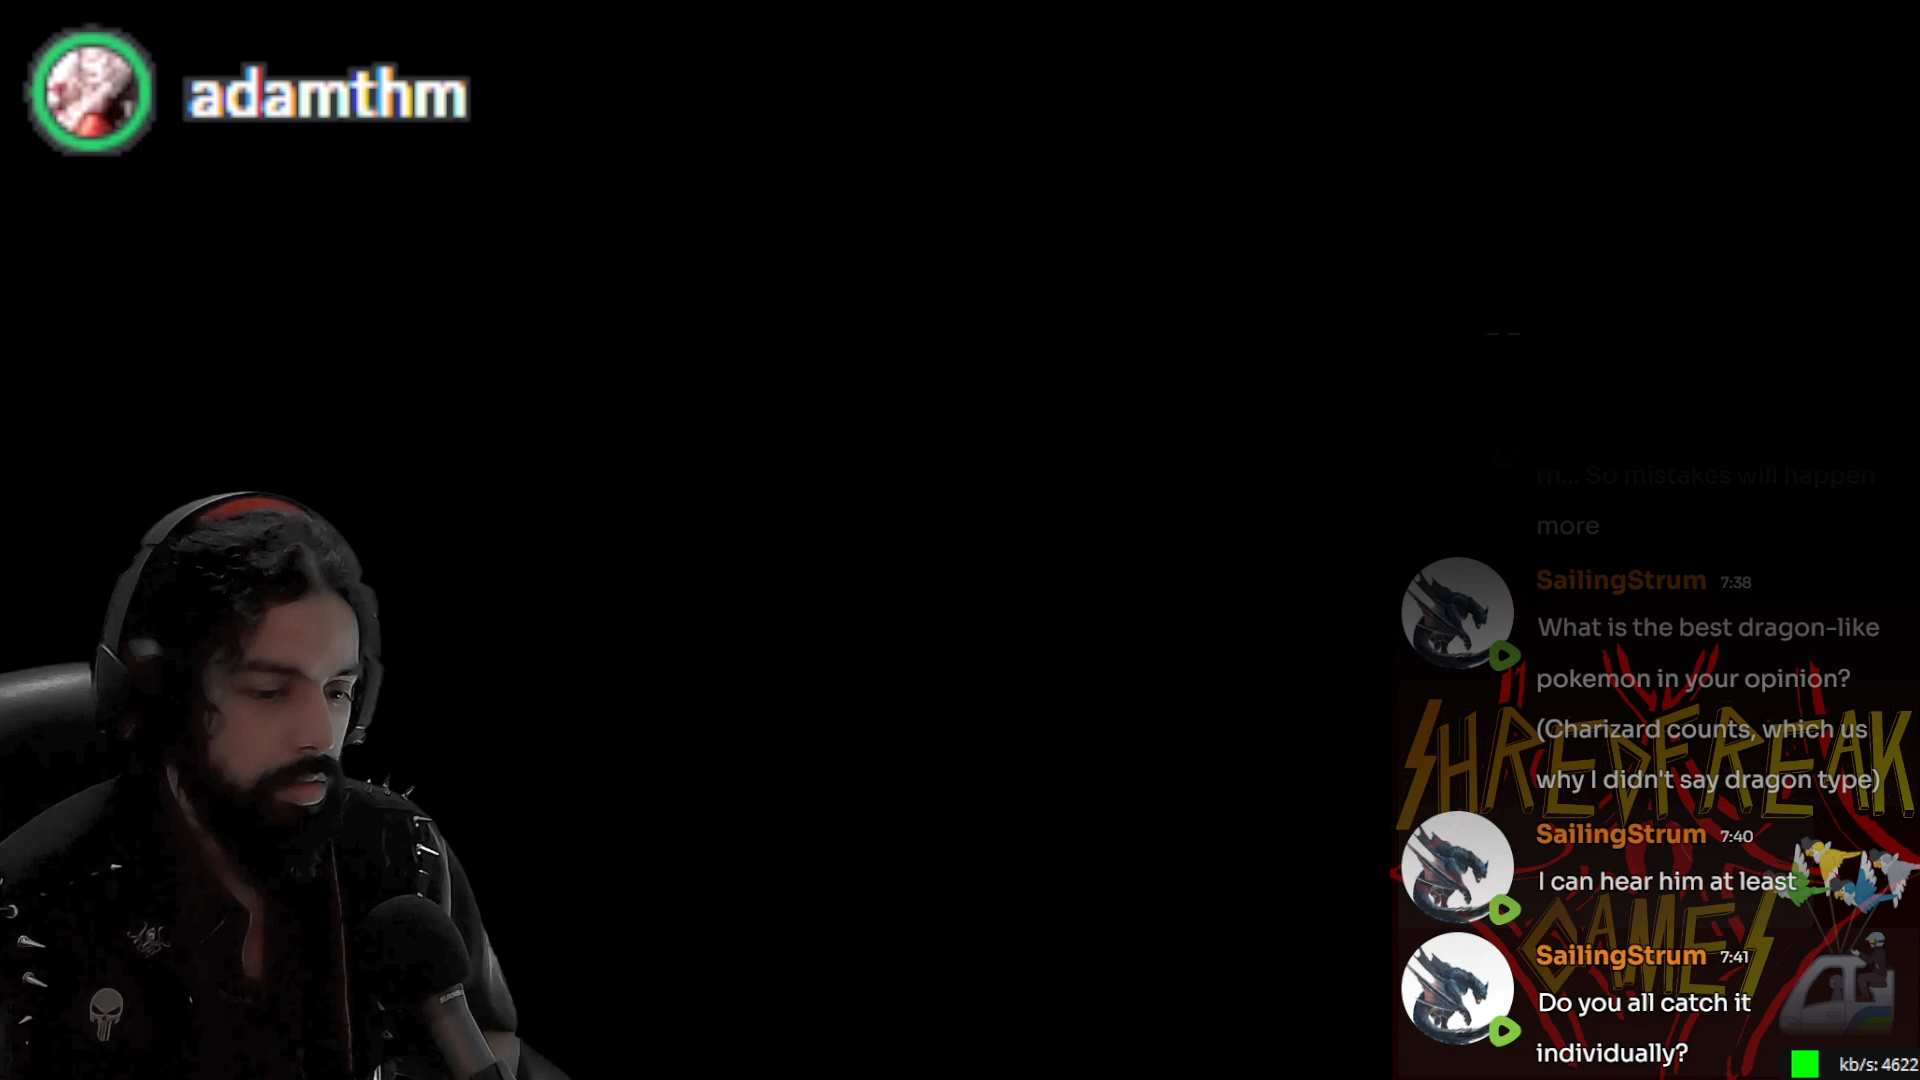 adamthm
rn... So mistakes will happen
more
SailingStrum 7:38
What is the best dragon-like
pokemon in your opinion?
(Charizard counts, which us
why I didn't say dragon type)
SHREDFREAK
SailingStrum 7:40
I can hear him at least
GAMES
SailingStrum 7:41
Do you all catch it
individually?
kb/s: 4622